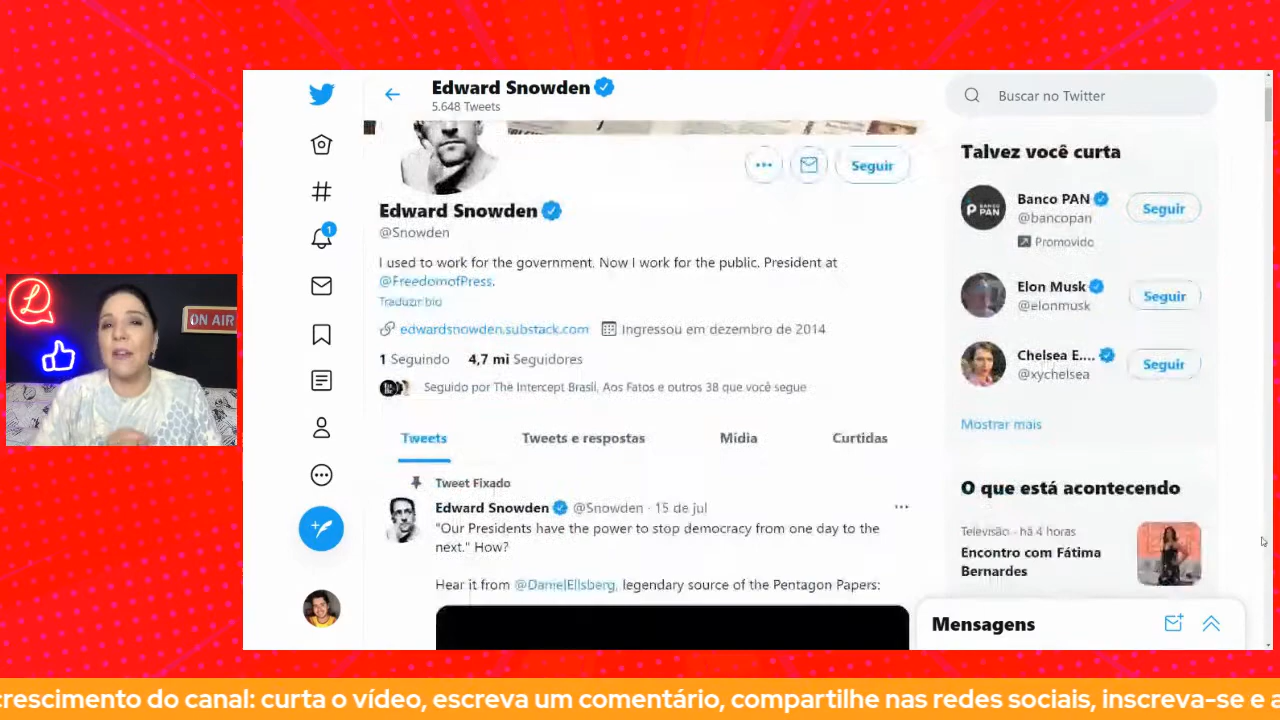 Edward Snowden
5.648 Tweets
Buscar no Twitter
Seguir
Edward Snowden
@Snowden
I used to work for the government. Now I work for the public. President at
@FreedomofPress.
Traduzir bio
edwardsnowden.substack.com Ingressou em dezembro de 2014
1 Seguindo 4,7 mi Seguidores
Seguido por The Intercept Brasil, Aos Fatos e outros 38 que você segue
Tweets Tweets e respostas Mídia Curtidas
Tweet Fixado
Edward Snowden @Snowden · 15 de jul
"Our Presidents have the power to stop democracy from one day to the
next." How?
Hear it from @DanielEllsberg, legendary source of the Pentagon Papers:
Talvez você curta
Banco PAN
@bancopan
Promovido
Seguir
BANCO
PAN
Elon Musk
@elonmusk
Seguir
Chelsea E....
@xychelsea
Seguir
Mostrar mais
O que está acontecendo
Televisão · há 4 horas
Encontro com Fátima
Bernardes
Mensagens
1
L
ON AIR
crescimento do canal: curta o vídeo, escreva um comentário, compartilhe nas redes sociais, inscreva-se e a